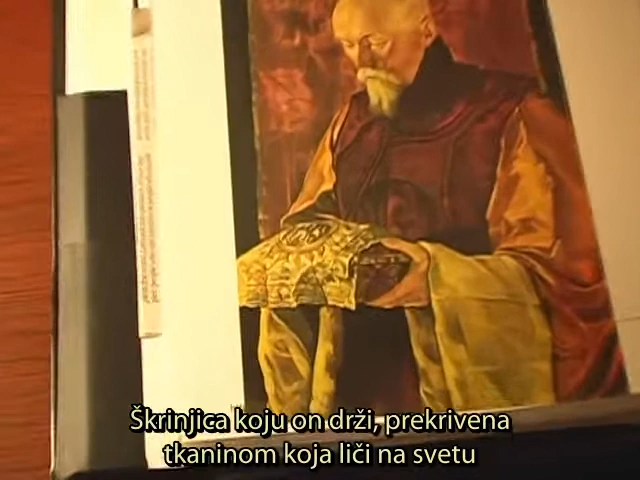 Škrinjica koju on drži, prekrivena
tkaninom koja liči na svetu